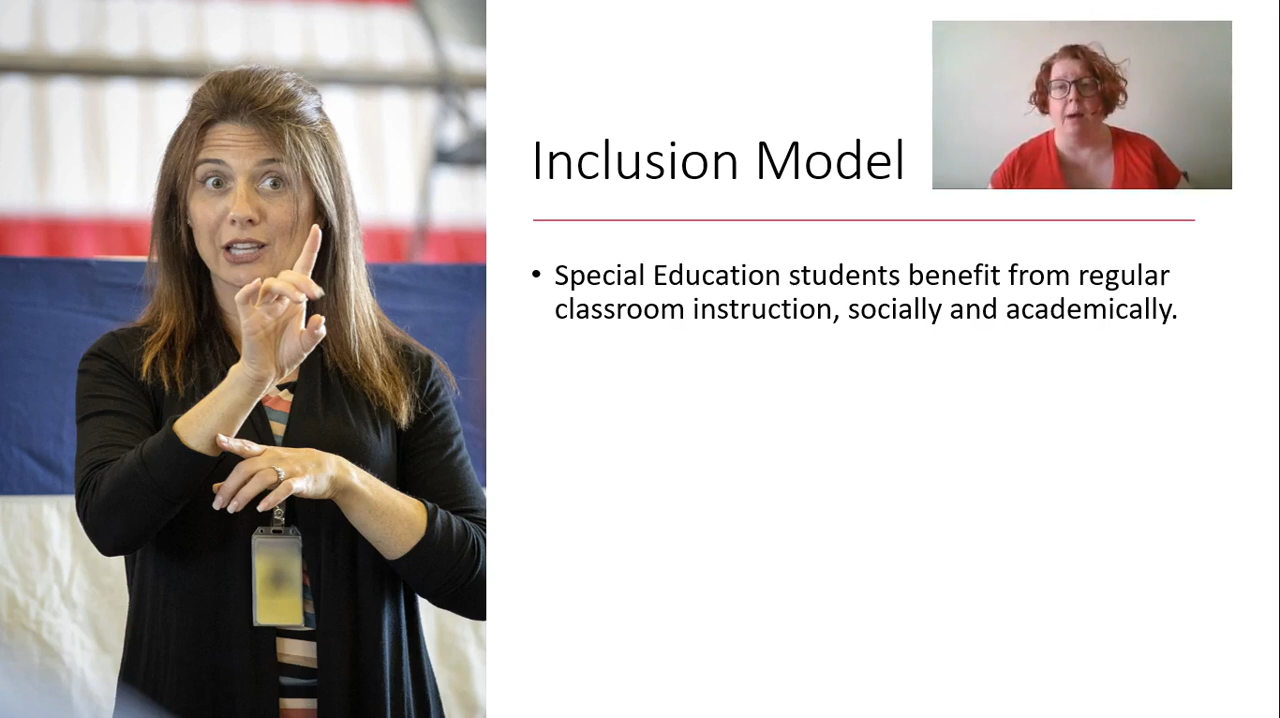 Inclusion Model
• Special Education students benefit from regular
classroom instruction, socially and academically.